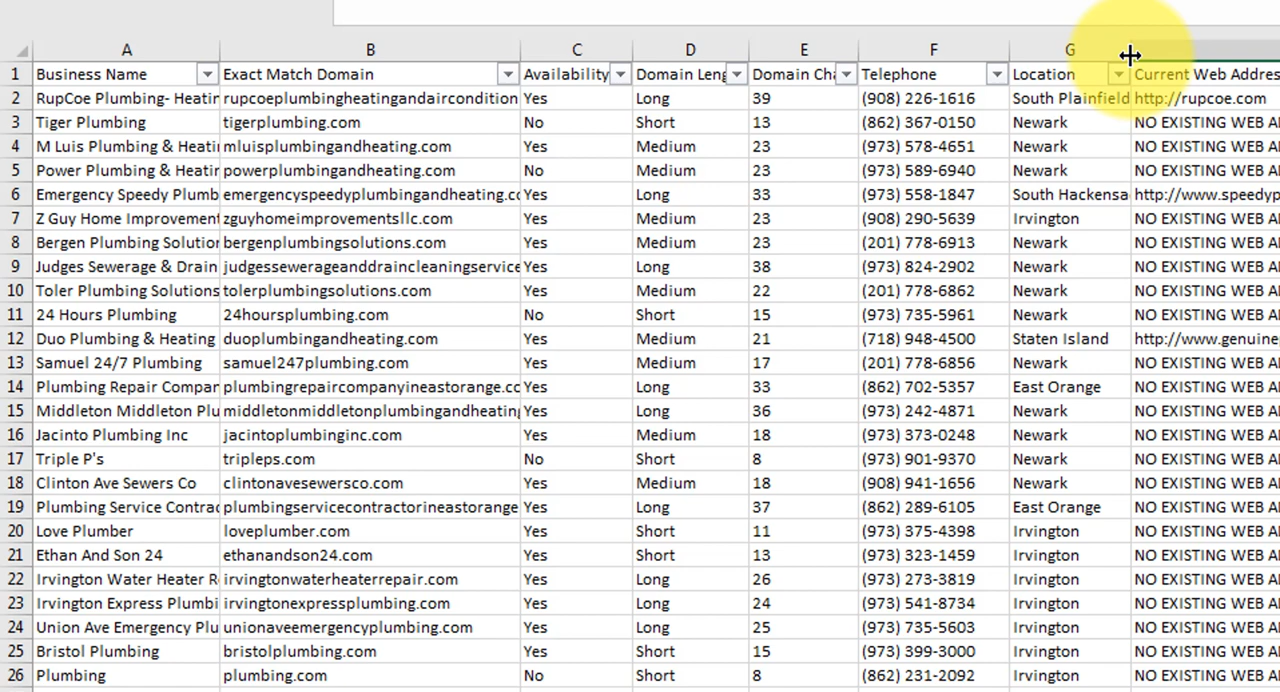 A B C D E F G
1 Business Name Exact Match Domain Availability Domain Leng Domain Cha Telephone Location Current Web Addres
2 RupCoe Plumbing- Heatin rupcoeplumbingheatingandaircondition Yes Long 39 (908) 226-1616 South Plainfield http://rupcoe.com
3 Tiger Plumbing tigerplumbing.com No Short 13 (862) 367-0150 Newark NO EXISTING WEB A
4 M Luis Plumbing & Heatin mluisplumbingandheating.com Yes Medium 23 (973) 578-4651 Newark NO EXISTING WEB A
5 Power Plumbing & Heatin powerplumbingandheating.com No Medium 23 (973) 589-6940 Newark NO EXISTING WEB A
6 Emergency Speedy Plumb emergencyspeedyplumbingandheating.co Yes Long 33 (973) 558-1847 South Hackensa http://www.speedyp
7 Z Guy Home Improvement zguyhomeimprovementsllc.com Yes Medium 23 (908) 290-5639 Irvington NO EXISTING WEB A
8 Bergen Plumbing Solution bergenplumbingsolutions.com Yes Medium 23 (201) 778-6913 Newark NO EXISTING WEB A
9 Judges Sewerage & Drain judgessewerageanddraincleaningservice Yes Long 38 (973) 824-2902 Newark NO EXISTING WEB A
10 Toler Plumbing Solutions tolerplumbingsolutions.com Yes Medium 22 (201) 778-6862 Newark NO EXISTING WEB A
11 24 Hours Plumbing 24hoursplumbing.com No Short 15 (973) 735-5961 Newark NO EXISTING WEB A
12 Duo Plumbing & Heating duoplumbingandheating.com Yes Medium 21 (718) 948-4500 Staten Island http://www.genuine
13 Samuel 24/7 Plumbing samuel247plumbing.com Yes Medium 17 (201) 778-6856 Newark NO EXISTING WEB A
14 Plumbing Repair Compan plumbingrepaircompanyineastorange.co Yes Long 33 (862) 702-5357 East Orange NO EXISTING WEB A
15 Middleton Middleton Plu middletonmiddletonplumbingandheating Yes Long 36 (973) 242-4871 Newark NO EXISTING WEB A
16 Jacinto Plumbing Inc jacintoplumbinginc.com Yes Medium 18 (973) 373-0248 Newark NO EXISTING WEB A
17 Triple P's tripleps.com No Short 8 (973) 901-9370 Newark NO EXISTING WEB A
18 Clinton Ave Sewers Co clintonavesewersco.com Yes Medium 18 (908) 941-1656 Newark NO EXISTING WEB A
19 Plumbing Service Contrac plumbingservicecontractorineastorange Yes Long 37 (862) 289-6105 East Orange NO EXISTING WEB A
20 Love Plumber loveplumber.com Yes Short 11 (973) 375-4398 Irvington NO EXISTING WEB A
21 Ethan And Son 24 ethanandson24.com Yes Short 13 (973) 323-1459 Irvington NO EXISTING WEB A
22 Irvington Water Heater R irvingtonwaterheaterrepair.com Yes Long 26 (973) 273-3819 Irvington NO EXISTING WEB A
23 Irvington Express Plumbi irvingtonexpressplumbing.com Yes Long 24 (973) 541-8734 Irvington NO EXISTING WEB A
24 Union Ave Emergency Plu unionaveemergencyplumbing.com Yes Long 25 (973) 735-5603 Irvington NO EXISTING WEB A
25 Bristol Plumbing bristolplumbing.com Yes Short 15 (973) 399-3000 Irvington NO EXISTING WEB A
26 Plumbing plumbing.com No Short 8 (862) 231-2092 Irvington NO EXISTING WEB A